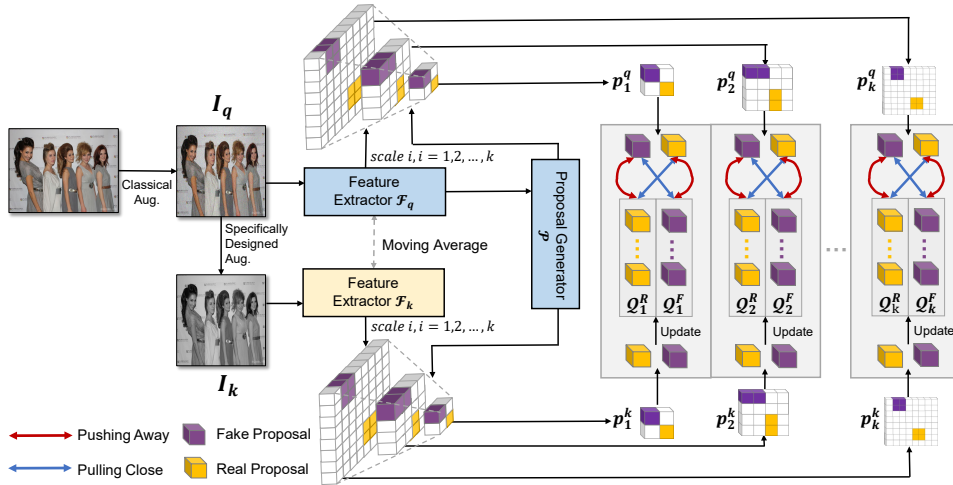 I_q
Classical
Aug.
Specifically
Designed
Aug.
I_k
scale i, i = 1,2, … , k
Feature
Extractor 𝓕_q
Moving Average
Feature
Extractor 𝓕_k
scale i, i = 1,2, … , k
Proposal Generator
𝓟
p_1^q
p_2^q
p_k^q
Q_1^R Q_1^F
Q_2^R Q_2^F
Q_k^R Q_k^F
Update
Update
Update
p_1^k
p_2^k
p_k^k
Pushing Away
Fake Proposal
Pulling Close
Real Proposal